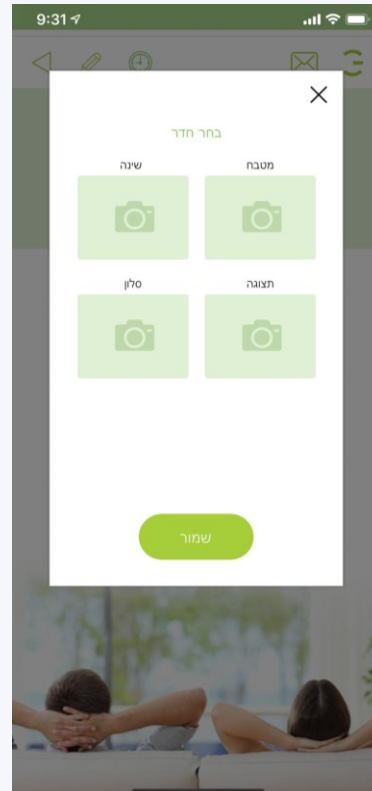 9:31
בחר חדר
מטבח
שינה
תצוגה
סלון
שמור